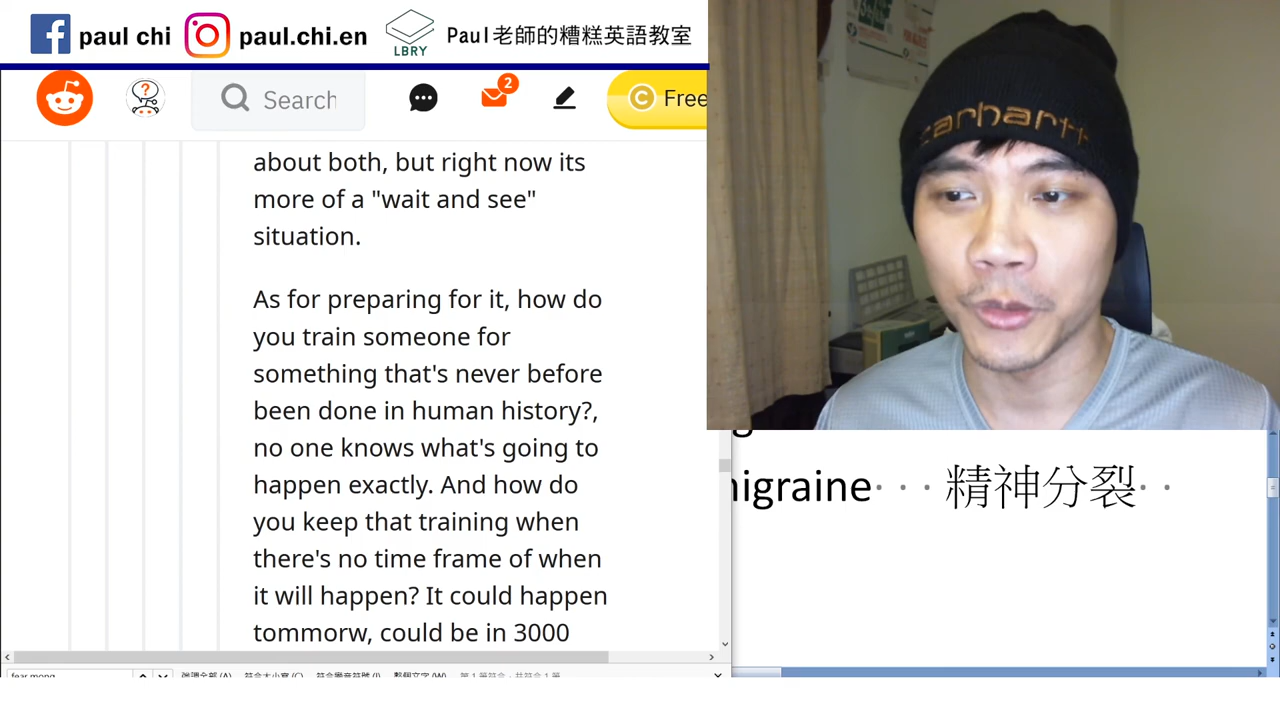 paul chi
paul.chi.en
LBRY
Paul老師的糟糕英語教室
?
Search
2
Free
about both, but right now its
more of a "wait and see"
situation.
As for preparing for it, how do
you train someone for
something that's never before
been done in human history?,
no one knows what's going to
happen exactly. And how do
you keep that training when
there's no time frame of when
it will happen? It could happen
tommorw, could be in 3000
carhartt
igraine・・・精神分裂・・